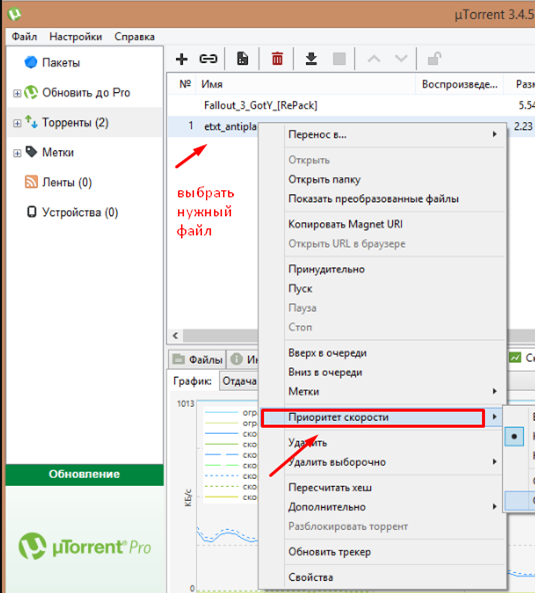 µTorrent 3.4.5
Файл Настройки Справка
Пакеты
Обновить до Pro
Торренты (2)
Метки
Ленты (0)
Устройства (0)
№ Имя Воспроизведе... Разм
Fallout_3_GotY_[RePack] 5.54
1 etxt_antipla 2.23
выбрать
нужный
файл
Перенос в...
Открыть
Открыть папку
Показать преобразованные файлы
Копировать Magnet URI
Открыть URL в браузере
Принудительно
Пуск
Пауза
Стоп
Вверх в очереди
Вниз в очереди
Метки
Приоритет скорости
Удалить
Удалить выборочно
Пересчитать хеш
Дополнительно
Разблокировать торрент
Обновить трекер
Свойства
Файлы
График: Отдача
1013
КБ/с
0
огр
огр
ско
ско
ско
ско
ско
ско
Обновление
µTorrent® Pro